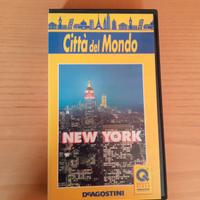 Città del Mondo
NEW YORK
DEAGOSTINI
Q